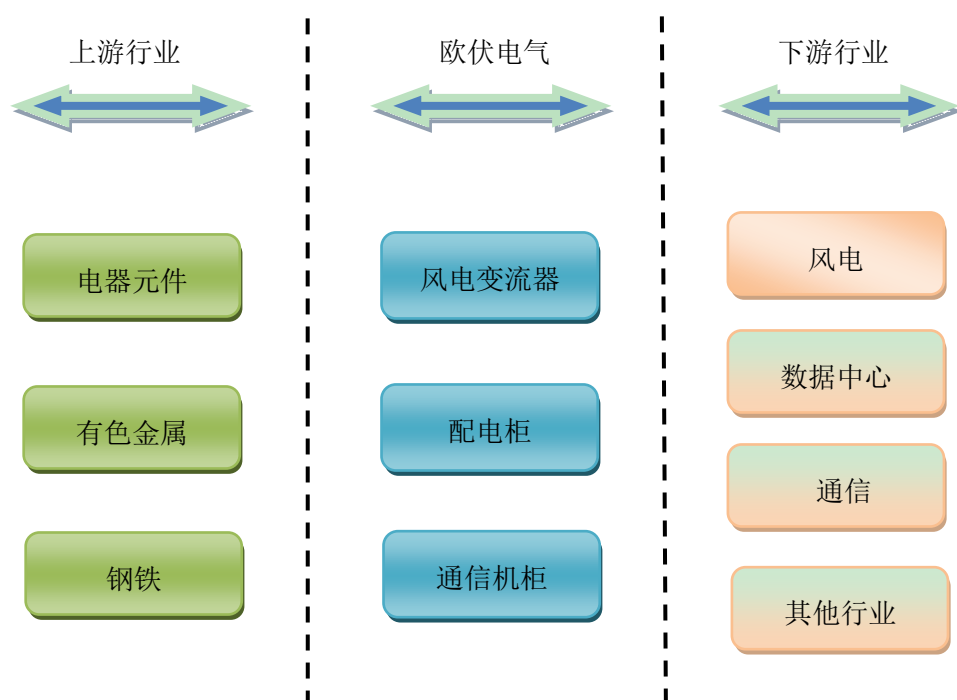 上游行业
欧伏电气
下游行业
电器元件
有色金属
钢铁
风电变流器
配电柜
通信机柜
风电
数据中心
通信
其他行业